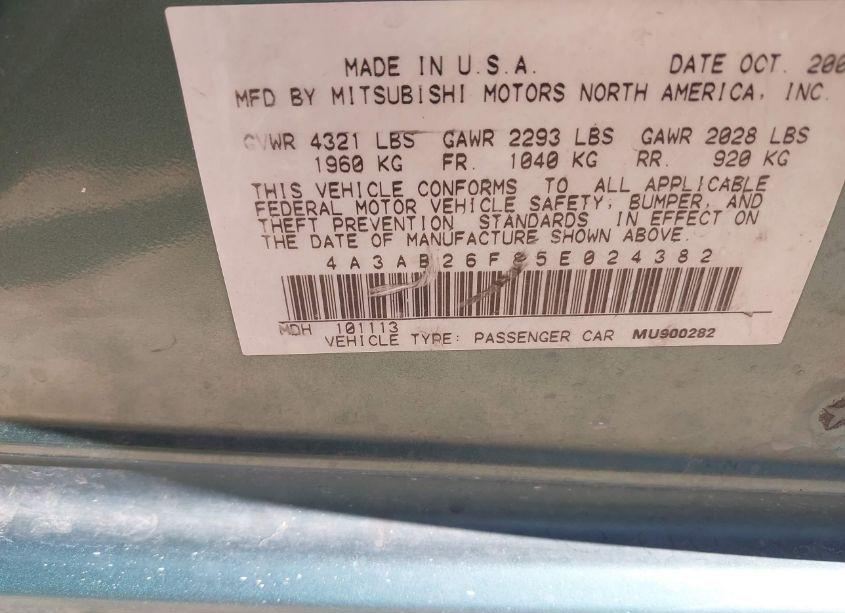 MADE IN U.S.A. DATE OCT. 200
MFD BY MITSUBISHI MOTORS NORTH AMERICA, INC.
GVWR 4321 LBS GAWR 2293 LBS GAWR 2028 LBS
1960 KG FR. 1040 KG RR. 920 KG
THIS VEHICLE CONFORMS TO ALL APPLICABLE
FEDERAL MOTOR VEHICLE SAFETY, BUMPER, AND
THEFT PREVENTION STANDARDS IN EFFECT ON
THE DATE OF MANUFACTURE SHOWN ABOVE.
4A3AB26F85E024382
MDH 101113
VEHICLE TYPE: PASSENGER CAR MU900282